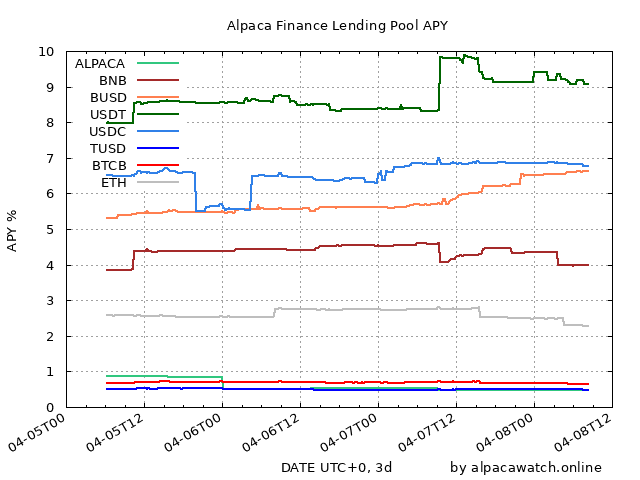 Alpaca Finance Lending Pool APY
10
9
8
7
6
5
4
3
2
1
0
APY %
ALPACA
BNB
BUSD
USDT
USDC
TUSD
BTCB
ETH
04-05T00
04-05T12
04-06T00
04-06T12
04-07T00
04-07T12
04-08T00
04-08T12
DATE UTC+0, 3d
by alpacawatch.online